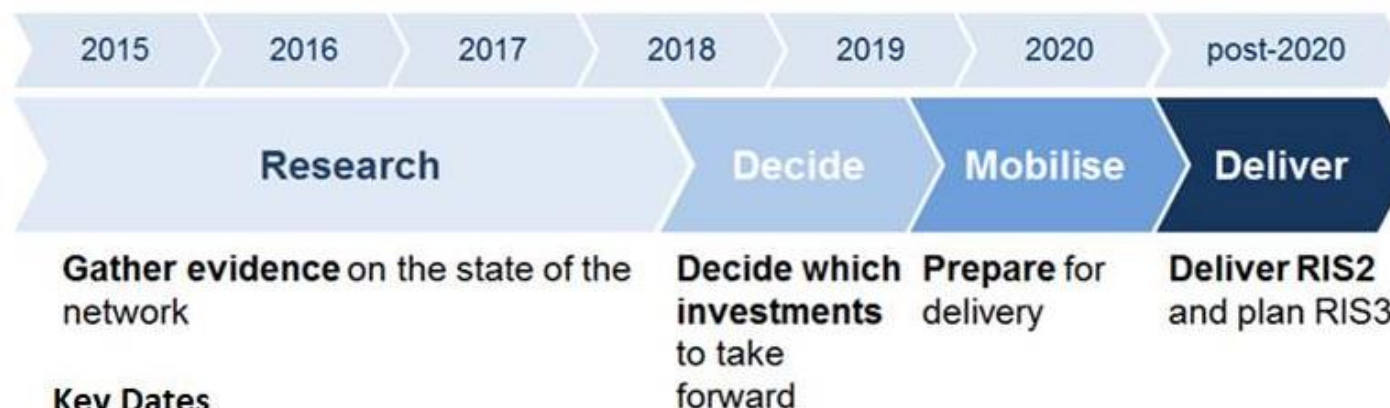 2015 2016 2017 2018 2019 2020 post-2020
Research Decide Mobilise Deliver
Gather evidence on the state of the
network
Decide which
investments
to take
forward
Prepare for
delivery
Deliver RIS2
and plan RIS3
Key Dates